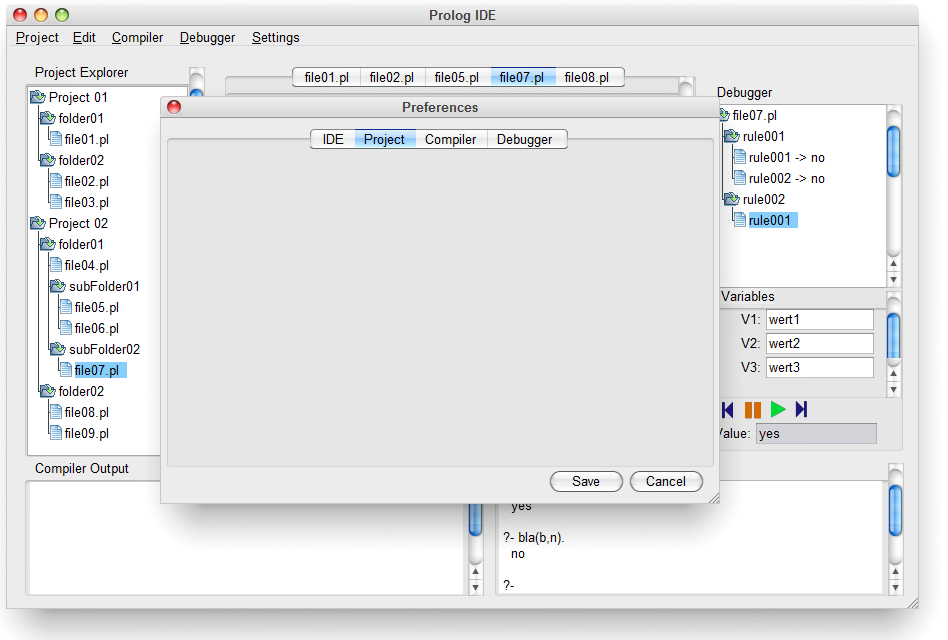 Prolog IDE
Project Edit Compiler Debugger Settings
Project Explorer
Project 01
folder01
file01.pl
folder02
file02.pl
file03.pl
Project 02
folder01
file04.pl
subFolder01
file05.pl
file06.pl
subFolder02
file07.pl
folder02
file08.pl
file09.pl
file01.pl file02.pl file05.pl file07.pl file08.pl
Preferences
IDE Project Compiler Debugger
Save Cancel
Debugger
file07.pl
rule001
rule001 -> no
rule002 -> no
rule002
rule001
Variables
V1: wert1
V2: wert2
V3: wert3
Value: yes
Compiler Output
yes
?- bla(b,n).
no
?-